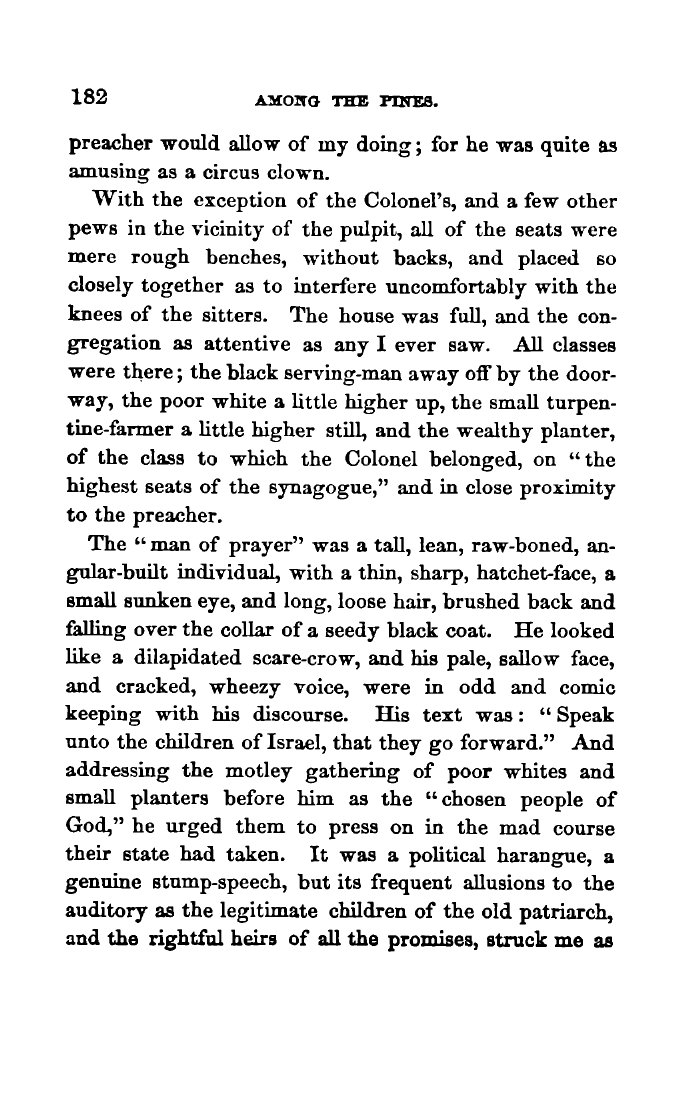 182 AMONG THE PINES.
preacher would allow of my doing; for he was quite as
amusing as a circus clown.
With the exception of the Colonel's, and a few other
pews in the vicinity of the pulpit, all of the seats were
mere rough benches, without backs, and placed so
closely together as to interfere uncomfortably with the
knees of the sitters. The house was full, and the con-
gregation as attentive as any I ever saw. All classes
were there; the black serving-man away off by the door-
way, the poor white a little higher up, the small turpen-
tine-farmer a little higher still, and the wealthy planter,
of the class to which the Colonel belonged, on "the
highest seats of the synagogue," and in close proximity
to the preacher.
The "man of prayer" was a tall, lean, raw-boned, an-
gular-built individual, with a thin, sharp, hatchet-face, a
small sunken eye, and long, loose hair, brushed back and
falling over the collar of a seedy black coat. He looked
like a dilapidated scare-crow, and his pale, sallow face,
and cracked, wheezy voice, were in odd and comic
keeping with his discourse. His text was: "Speak
unto the children of Israel, that they go forward." And
addressing the motley gathering of poor whites and
small planters before him as the "chosen people of
God," he urged them to press on in the mad course
their state had taken. It was a political harangue, a
genuine stump-speech, but its frequent allusions to the
auditory as the legitimate children of the old patriarch,
and the rightful heirs of all the promises, struck me as